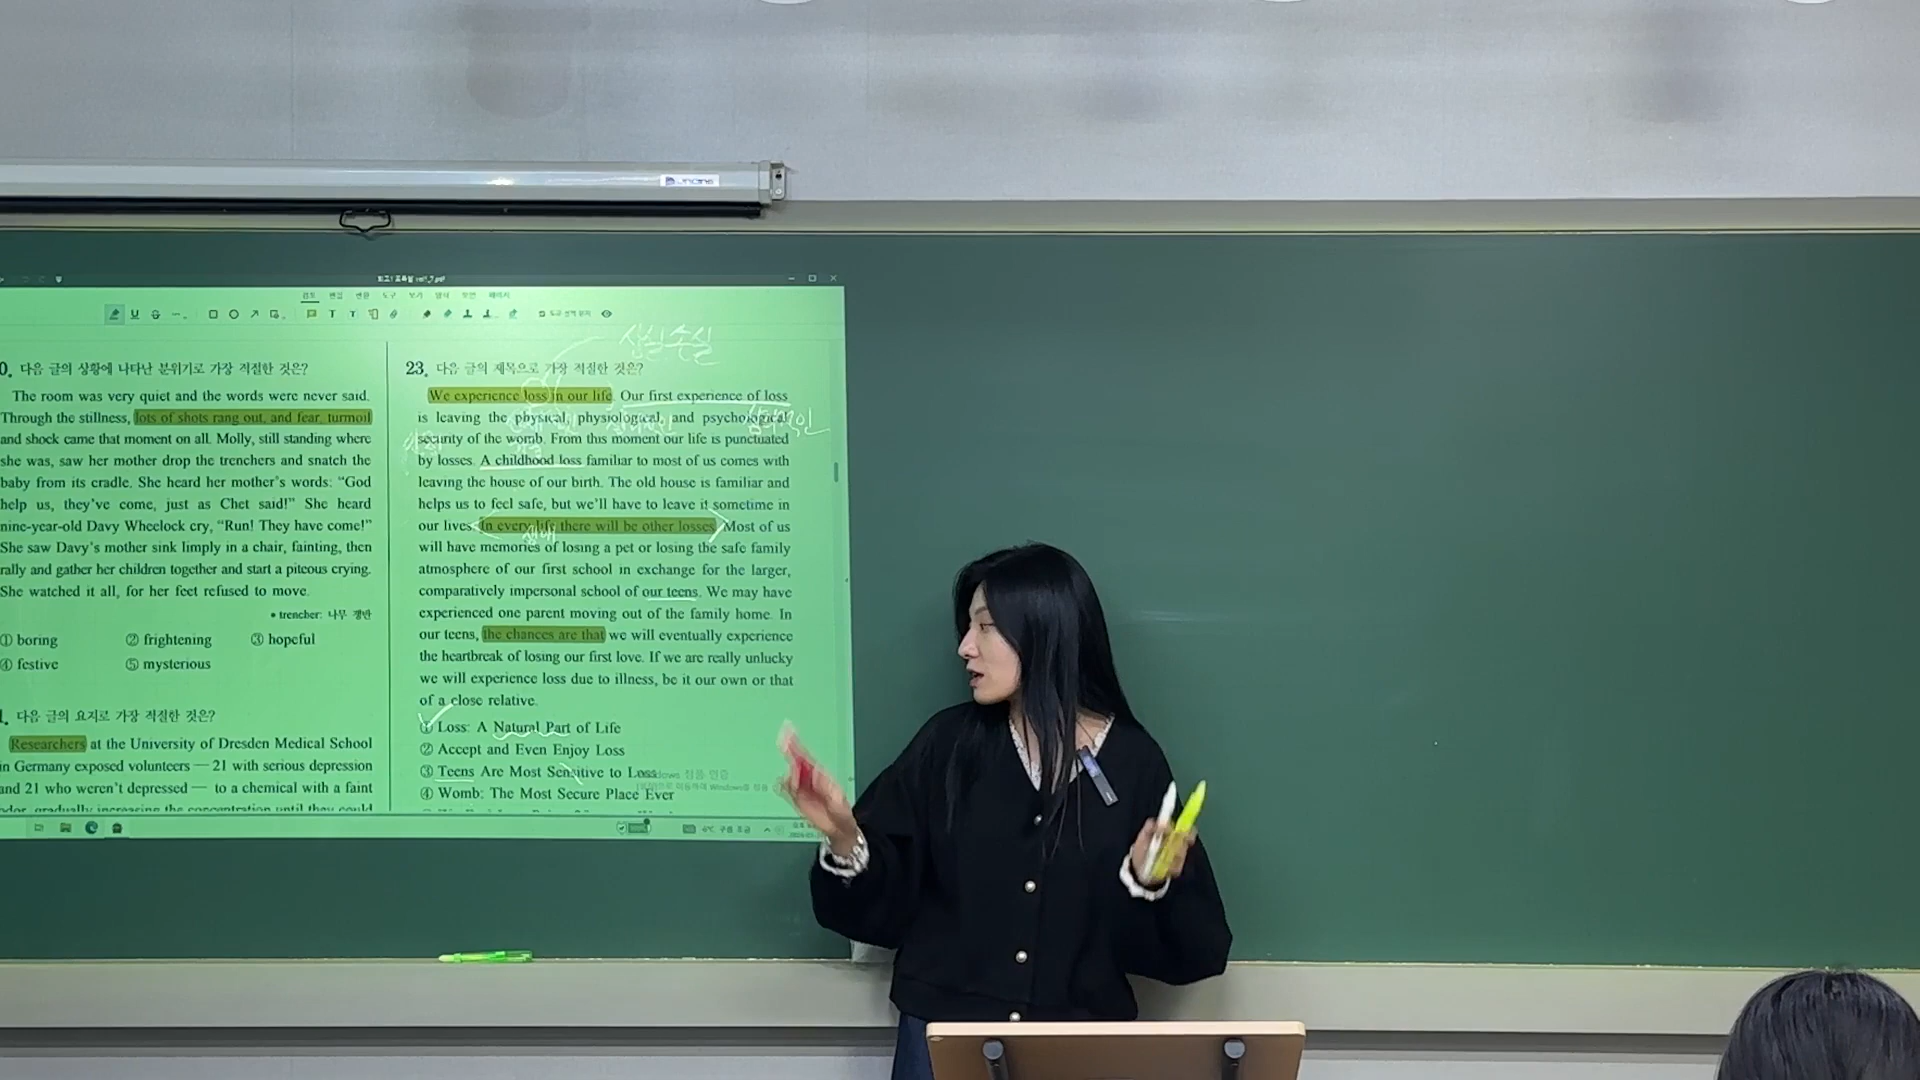 다음 글의 상황에 나타난 분위기로 가장 적절한 것은?
The room was very quiet and the words were never said.
Through the stillness, lots of shots rang out, and fear, turmoil
and shock came that moment on all. Molly, still standing where
she was, saw her mother drop the trenchers and snatch the
baby from its cradle. She heard her mother's words: “God
help us, they've come, just as Chet said!” She heard
nine-year-old Davy Wheelock cry, “Run! They have come!”
She saw Davy's mother sink limply in a chair, fainting, then
rally and gather her children together and start a piteous crying.
She watched it all, for her feet refused to move.
* trencher: 나무 쟁반
① boring ② frightening ③ hopeful
④ festive ⑤ mysterious
다음 글의 요지로 가장 적절한 것은?
Researchers at the University of Dresden Medical School
in Germany exposed volunteers — 21 with serious depression
and 21 who weren't depressed — to a chemical with a faint
odor, gradually increasing the concentration until they could
상실, 손실
23. 다음 글의 제목으로 가장 적절한 것은?
We experience loss in our life. Our first experience of loss
is leaving the physical, physiological, and psychological
security of the womb. From this moment our life is punctuated
by losses. A childhood loss familiar to most of us comes with
leaving the house of our birth. The old house is familiar and
helps us to feel safe, but we'll have to leave it sometime in
our lives. In every life there will be other losses. Most of us
will have memories of losing a pet or losing the safe family
atmosphere of our first school in exchange for the larger,
comparatively impersonal school of our teens. We may have
experienced one parent moving out of the family home. In
our teens, the chances are that we will eventually experience
the heartbreak of losing our first love. If we are really unlucky
we will experience loss due to illness, be it our own or that
of a close relative.
① Loss: A Natural Part of Life
② Accept and Even Enjoy Loss
③ Teens Are Most Sensitive to Loss
④ Womb: The Most Secure Place Ever